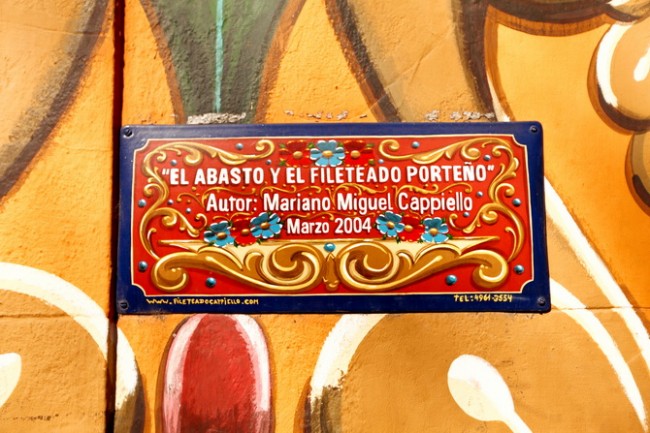 "EL ABASTO Y EL FILETEADO PORTEÑO"
Autor: Mariano Miguel Cappiello
Marzo 2004
WWW.FILETEADOCAPPIELLO.COM
TEL: 4961-3554